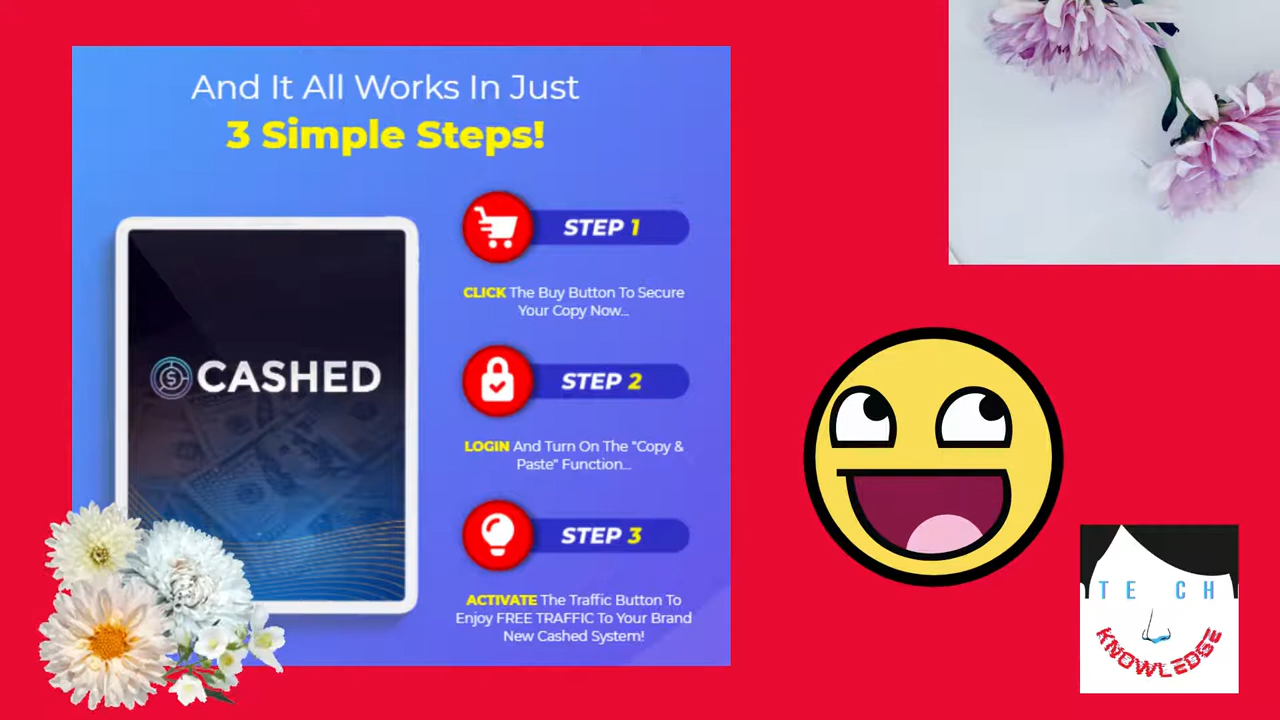 And It All Works In Just
3 Simple Steps!
CASHED
STEP 1
CLICK The Buy Button To Secure
Your Copy Now...
STEP 2
LOGIN And Turn On The "Copy &
Paste" Function...
STEP 3
ACTIVATE The Traffic Button To
Enjoy FREE TRAFFIC To Your Brand
New Cashed System!
TECH
KNOWLEDGE